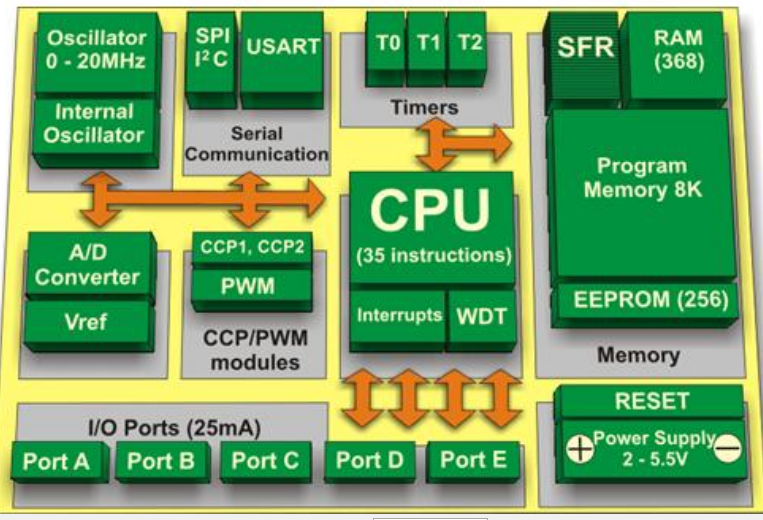 Oscillator
0 - 20MHz
Internal
Oscillator
SPI
I²C
USART
Serial
Communication
T0
T1
T2
Timers
SFR
RAM
(368)
Program
Memory 8K
EEPROM (256)
Memory
A/D
Converter
Vref
CCP1, CCP2
PWM
CCP/PWM
modules
CPU
(35 instructions)
Interrupts
WDT
I/O Ports (25mA)
Port A
Port B
Port C
Port D
Port E
RESET
Power Supply
2 - 5.5V
+
−